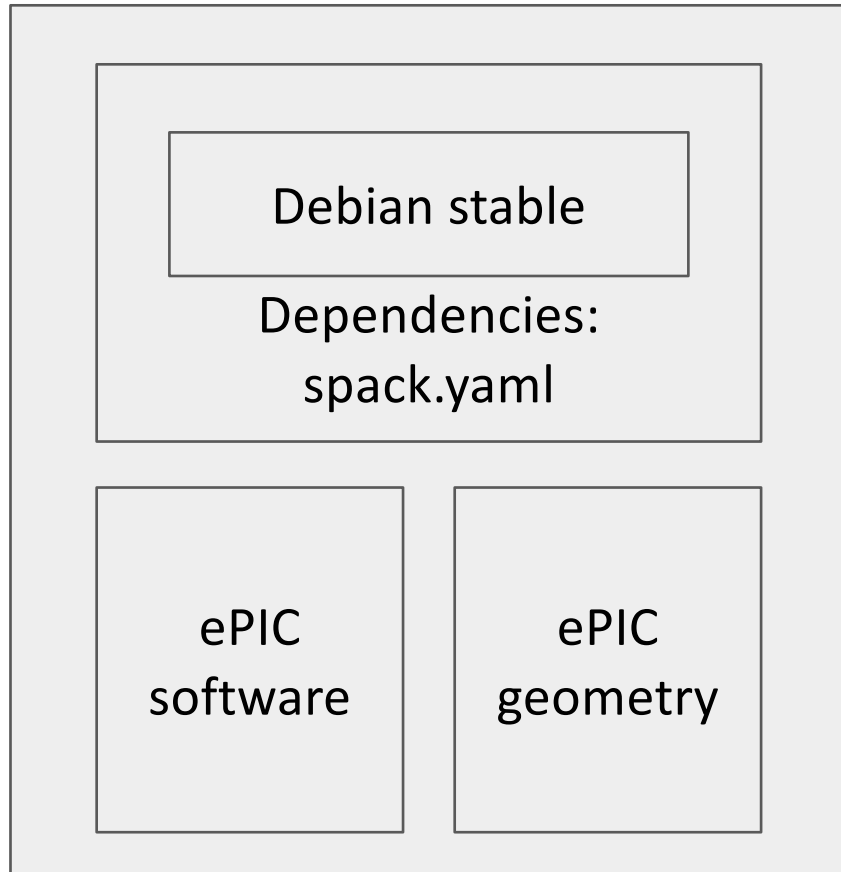 Debian stable
Dependencies:
spack.yaml
ePIC
software
ePIC
geometry